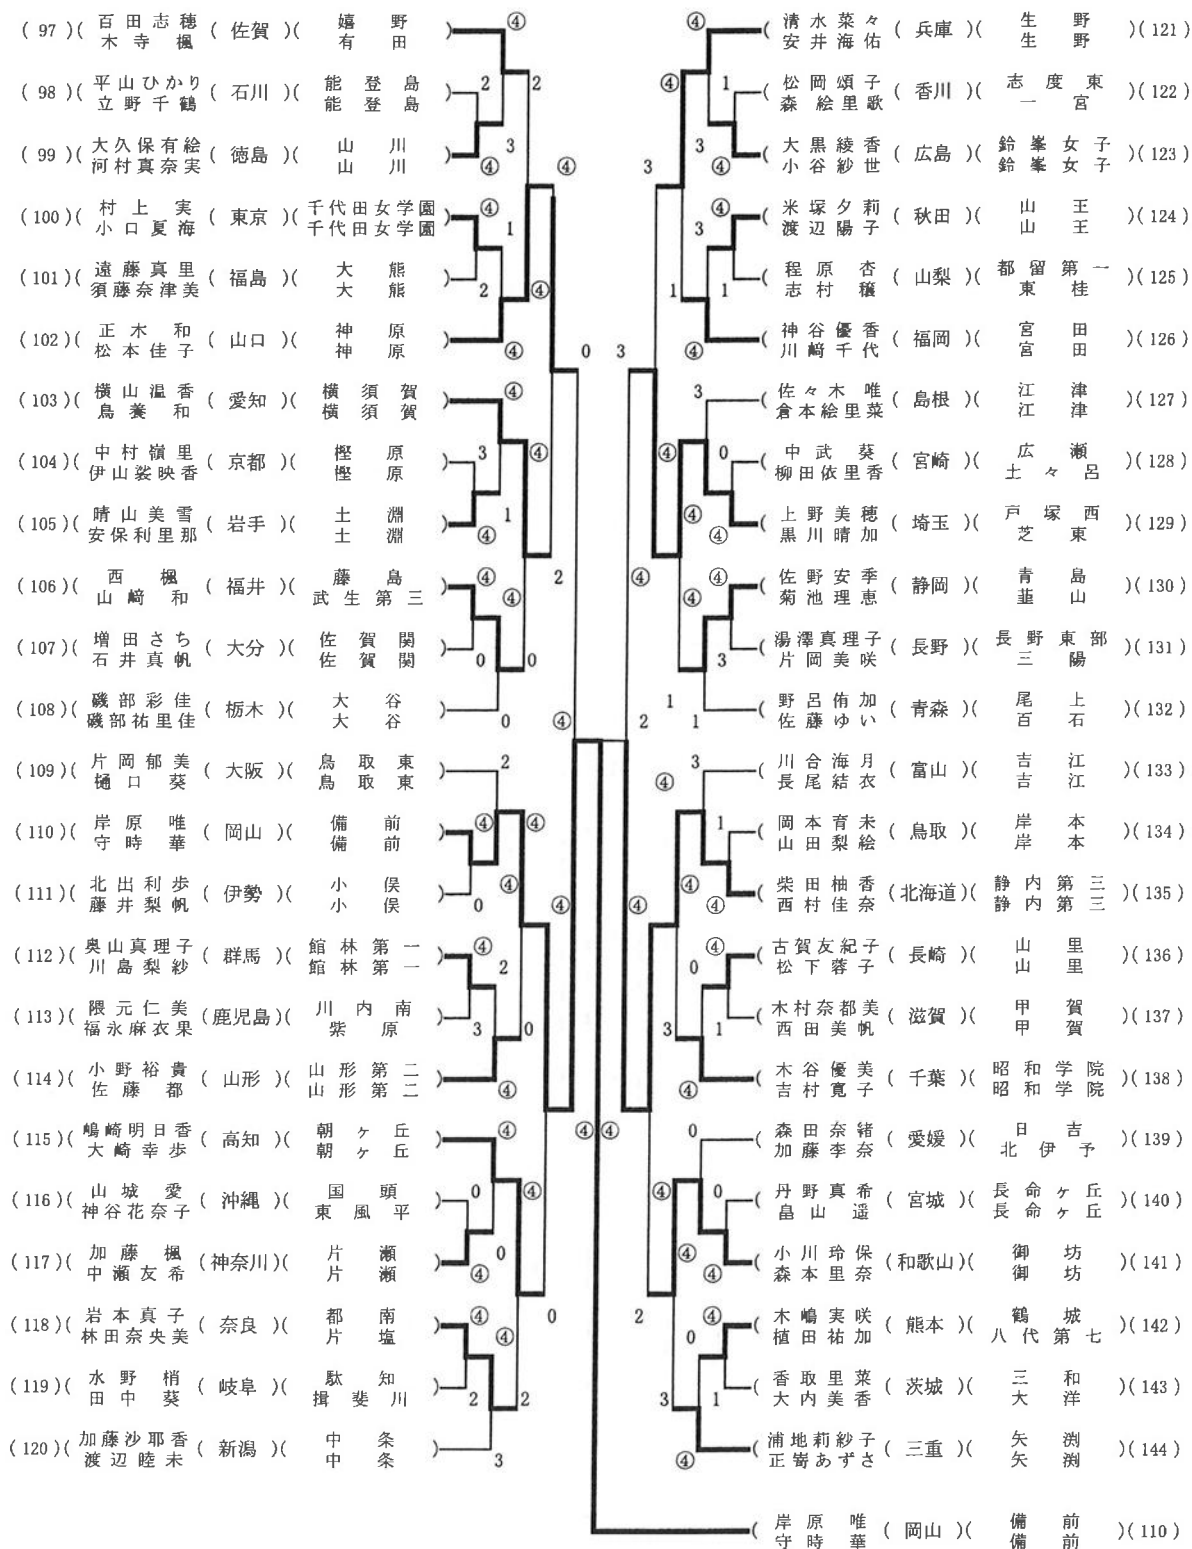 (97)(百田志穂 木寺楓(佐賀)(嬉野 有田)
(98)(平山ひかり 立野千鶴(石川)(能登島 能登島)
(99)(大久保有絵 河村真奈実(徳島)(山川 山川)
(100)(村上実 小口夏海(東京)(千代田女学園 千代田女学園)
(101)(遠藤真里 須藤奈津美(福島)(大熊 大熊)
(102)(正木和 松本佳子(山口)(神原 神原)
(103)(横山温香 鳥養和(愛知)(横須賀 横須賀)
(104)(中村嶺里 伊山裟映香(京都)(樫原 樫原)
(105)(晴山美雪 安保利里那(岩手)(土淵 土淵)
(106)(西楓 山﨑和(福井)(藤島 武生第三)
(107)(増田さち 石井真帆(大分)(佐賀関 佐賀関)
(108)(磯部彩佳 磯部祐里佳(栃木)(大谷 大谷)
(109)(片岡郁美 樋口葵(大阪)(鳥取東 鳥取東)
(110)(岸原唯 守時華(岡山)(備前 備前)
(111)(北出利歩 藤井梨帆(伊勢)(小俣 小俣)
(112)(奥山真理子 川島梨紗(群馬)(館林第一 館林第一)
(113)(隈元仁美 福永麻衣果(鹿児島)(川内南 紫原)
(114)(小野裕貴 佐藤都(山形)(山形第二 山形第二)
(115)(嶋崎明日香 大崎幸歩(高知)(朝ヶ丘 朝ヶ丘)
(116)(山城愛 神谷花奈子(沖縄)(国頭 東風平)
(117)(加藤楓 中瀬友希(神奈川)(片瀬 片瀬)
(118)(岩本真子 林田奈央美(奈良)(都南 片塩)
(119)(水野梢 田中葵(岐阜)(駄知 揖斐川)
(120)(加藤沙耶香 渡辺睦未(新潟)(中条 中条)
(清水菜々 安井海佑(兵庫)(生野 生野)(121)
(松岡頌子 森絵里歌(香川)(志度東 一宮)(122)
(大黒綾香 小谷紗世(広島)(鈴峯女子 鈴峯女子)(123)
(米塚夕莉 渡辺陽子(秋田)(山王 山王)(124)
(程原杏 志村穣(山梨)(都留第一 東桂)(125)
(神谷優香 川﨑千代(福岡)(宮田 宮田)(126)
(佐々木唯 倉本絵里菜(島根)(江津 江津)(127)
(中武葵 柳田依里香(宮崎)(広瀬 土々呂)(128)
(上野美穂 黒川晴加(埼玉)(戸塚西 芝東)(129)
(佐野安季 菊池理恵(静岡)(青島 韮山)(130)
(湯澤真理子 片岡美咲(長野)(長野東部 三陽)(131)
(野呂侑加 佐藤ゆい(青森)(尾上 百石)(132)
(川合海月 長尾結衣(富山)(吉江 吉江)(133)
(岡本育未 山田梨絵(鳥取)(岸本 岸本)(134)
(柴田柚香 西村佳奈(北海道)(静内第三 静内第三)(135)
(古賀友紀子 松下蓉子(長崎)(山里 山里)(136)
(木村奈都美 西田美帆(滋賀)(甲賀 甲賀)(137)
(木谷優美 吉村寛子(千葉)(昭和学院 昭和学院)(138)
(森田奈緒 加藤李奈(愛媛)(日吉 北伊予)(139)
(丹野真希 畠山遥(宮城)(長命ヶ丘 長命ヶ丘)(140)
(小川玲保 森本里奈(和歌山)(御坊 御坊)(141)
(木嶋実咲 植田祐加(熊本)(鶴城 八代第七)(142)
(香取里菜 大内美香(茨城)(三和 大洋)(143)
(浦地莉紗子 正嵜あずさ(三重)(矢渕 矢渕)(144)
(岸原唯 守時華(岡山)(備前 備前)(110)